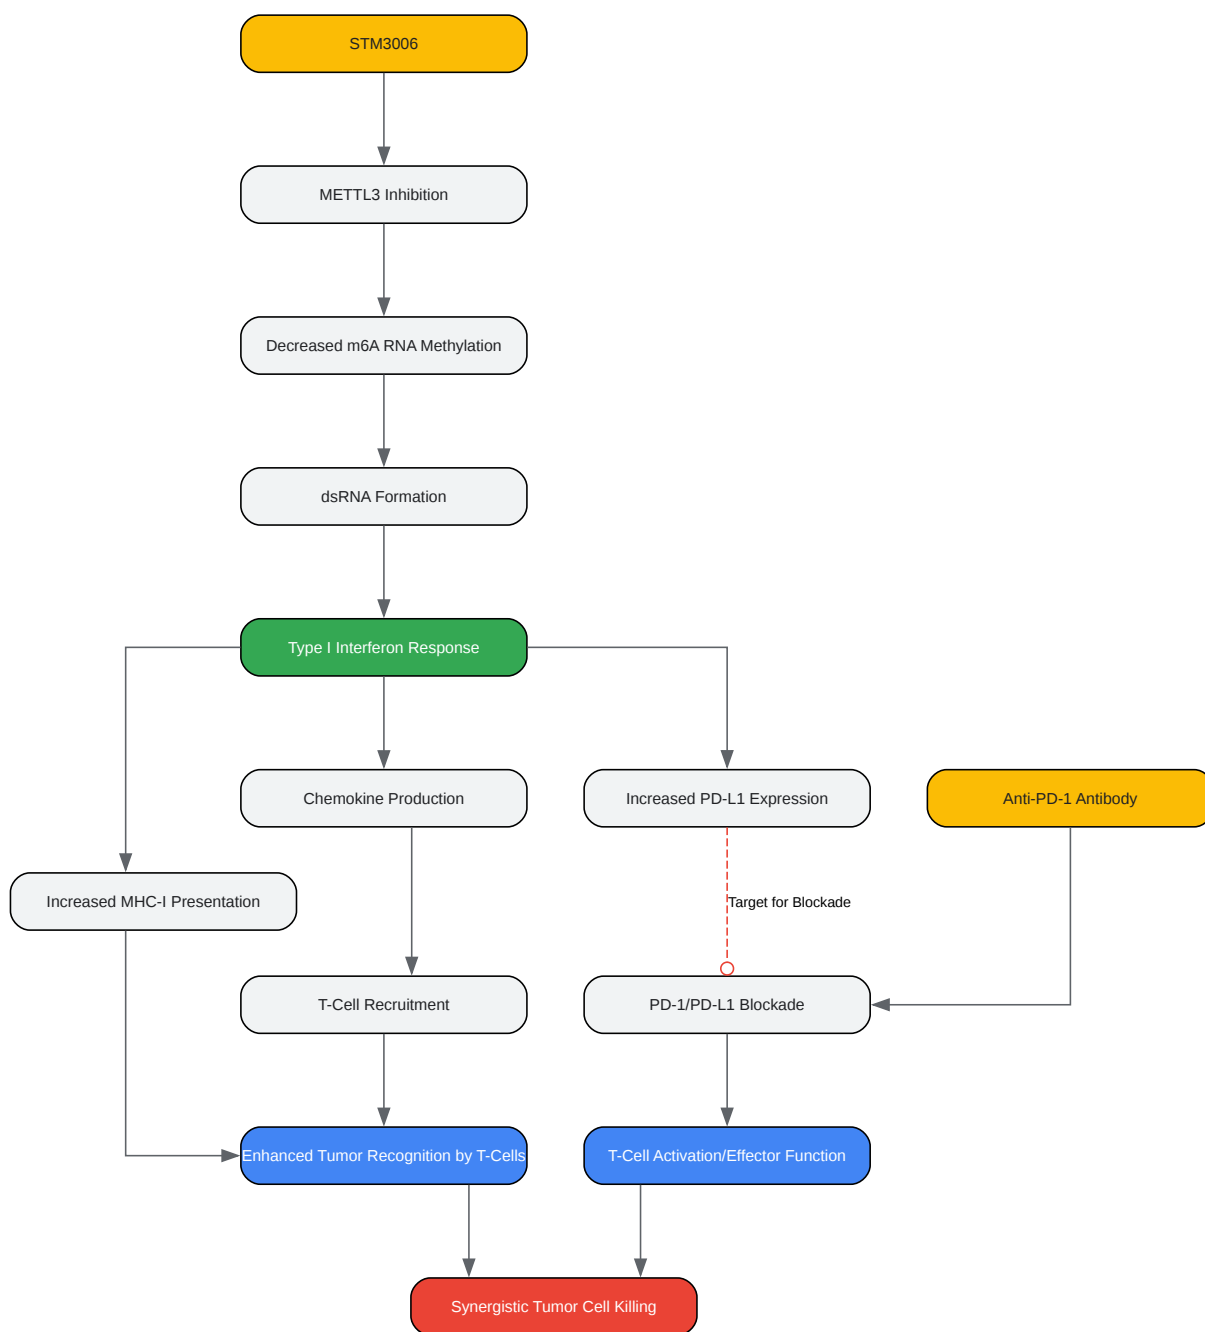 STM3006
METTL3 Inhibition
Decreased m6A RNA Methylation
dsRNA Formation
Type I Interferon Response
Chemokine Production
Increased PD-L1 Expression
Anti-PD-1 Antibody
Increased MHC-I Presentation
Target for Blockade
T-Cell Recruitment
PD-1/PD-L1 Blockade
Enhanced Tumor Recognition by T-Cells
T-Cell Activation/Effector Function
Synergistic Tumor Cell Killing